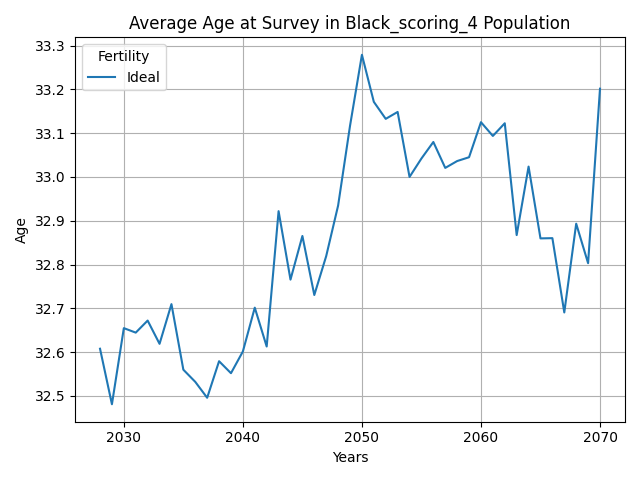 Average Age at Survey in Black_scoring_4 Population
Fertility
Ideal
Age
33.3
33.2
33.1
33.0
32.9
32.8
32.7
32.6
32.5
2030 2040 2050 2060 2070
Years